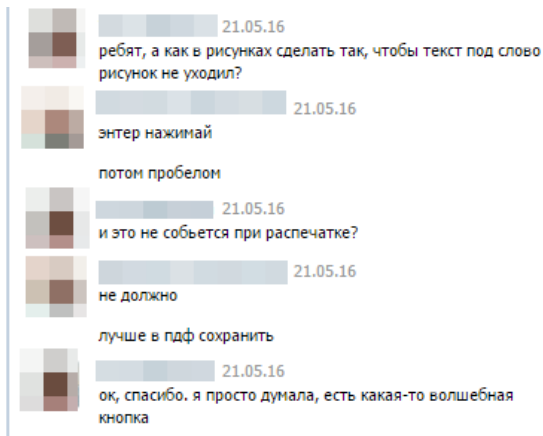 21.05.16
ребят, а как в рисунках сделать так, чтобы текст под слово
рисунок не уходил?
21.05.16
энтер нажимай
потом пробелом
21.05.16
и это не собьется при распечатке?
21.05.16
не должно
лучше в пдф сохранить
21.05.16
ок, спасибо. я просто думала, есть какая-то волшебная
кнопка